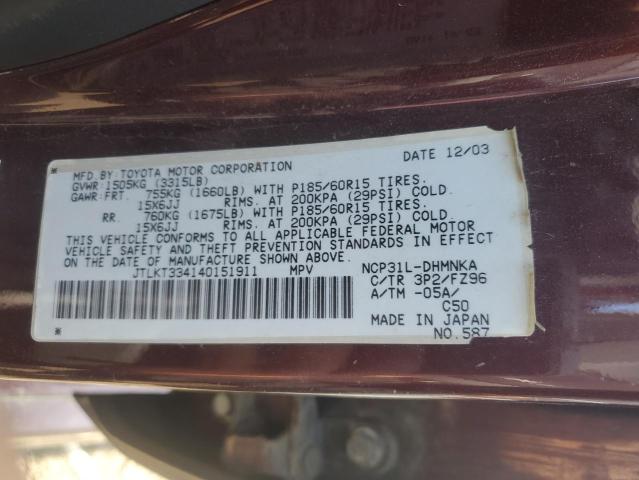 MFD. BY: TOYOTA MOTOR CORPORATION DATE 12/03
GVWR: 1505KG (3315LB)
GAWR: FRT. 755KG (1660LB) WITH P185/60R15 TIRES.
15X6JJ RIMS. AT 200KPA (29PSI) COLD.
RR. 760KG (1675LB) WITH P185/60R15 TIRES.
15X6JJ RIMS. AT 200KPA (29PSI) COLD.
THIS VEHICLE CONFORMS TO ALL APPLICABLE FEDERAL MOTOR
VEHICLE SAFETY AND THEFT PREVENTION STANDARDS IN EFFECT
ON THE DATE OF MANUFACTURE SHOWN ABOVE.
JTLKT334140151911 MPV NCP31L-DHMNKA
C/TR 3P2/FZ96
A/TM -05A/
C50
MADE IN JAPAN
NO.587